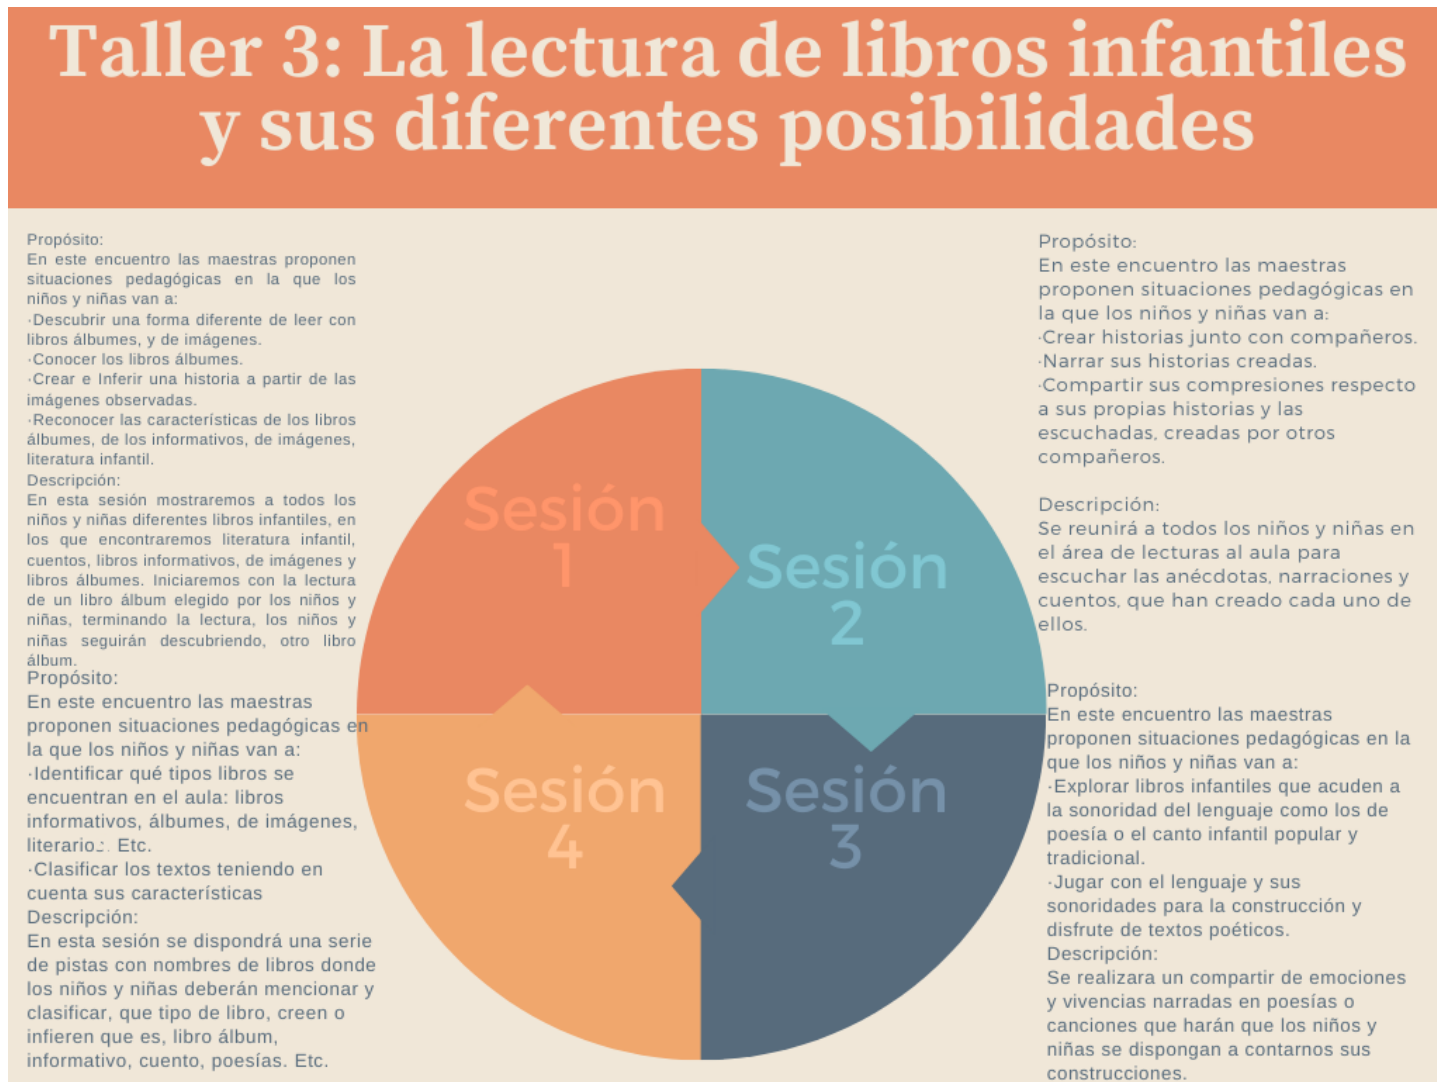 Taller 3: La lectura de libros infantiles
y sus diferentes posibilidades
Propósito:
En este encuentro las maestras proponen
situaciones pedagógicas en la que los
niños y niñas van a:
·Descubrir una forma diferente de leer con
libros álbumes, y de imágenes.
·Conocer los libros álbumes.
·Crear e Inferir una historia a partir de las
imágenes observadas.
·Reconocer las características de los libros
álbumes, de los informativos, de imágenes,
literatura infantil.
Descripción:
En esta sesión mostraremos a todos los
niños y niñas diferentes libros infantiles, en
los que encontraremos literatura infantil,
cuentos, libros informativos, de imágenes y
libros álbumes. Iniciaremos con la lectura
de un libro álbum elegido por los niños y
niñas, terminando la lectura, los niños y
niñas seguirán descubriendo, otro libro
álbum.
Sesión
1
Propósito:
En este encuentro las maestras
proponen situaciones pedagógicas en
la que los niños y niñas van a:
·Crear historias junto con compañeros.
·Narrar sus historias creadas.
·Compartir sus compresiones respecto
a sus propias historias y las
escuchadas, creadas por otros
compañeros.
Descripción:
Se reunirá a todos los niños y niñas en
el área de lecturas al aula para
escuchar las anécdotas, narraciones y
cuentos, que han creado cada uno de
ellos.
Sesión
2
Propósito:
En este encuentro las maestras
proponen situaciones pedagógicas en la
que los niños y niñas van a:
·Explorar libros infantiles que acuden a
la sonoridad del lenguaje como los de
poesía o el canto infantil popular y
tradicional.
·Jugar con el lenguaje y sus
sonoridades para la construcción y
disfrute de textos poéticos.
Descripción:
Se realizara un compartir de emociones
y vivencias narradas en poesías o
canciones que harán que los niños y
niñas se dispongan a contarnos sus
construcciones.
Sesión
3
Propósito:
En este encuentro las maestras
proponen situaciones pedagógicas en
la que los niños y niñas van a:
·Identificar qué tipos libros se
encuentran en el aula: libros
informativos, álbumes, de imágenes,
Etc.
·Clasificar los textos teniendo en
cuenta sus características
Descripción:
En esta sesión se dispondrá una serie
de pistas con nombres de libros donde
los niños y niñas deberán mencionar y
clasificar, que tipo de libro, creen o
infieren que es, libro álbum,
informativo, cuento, poesías. Etc.
Sesión
4